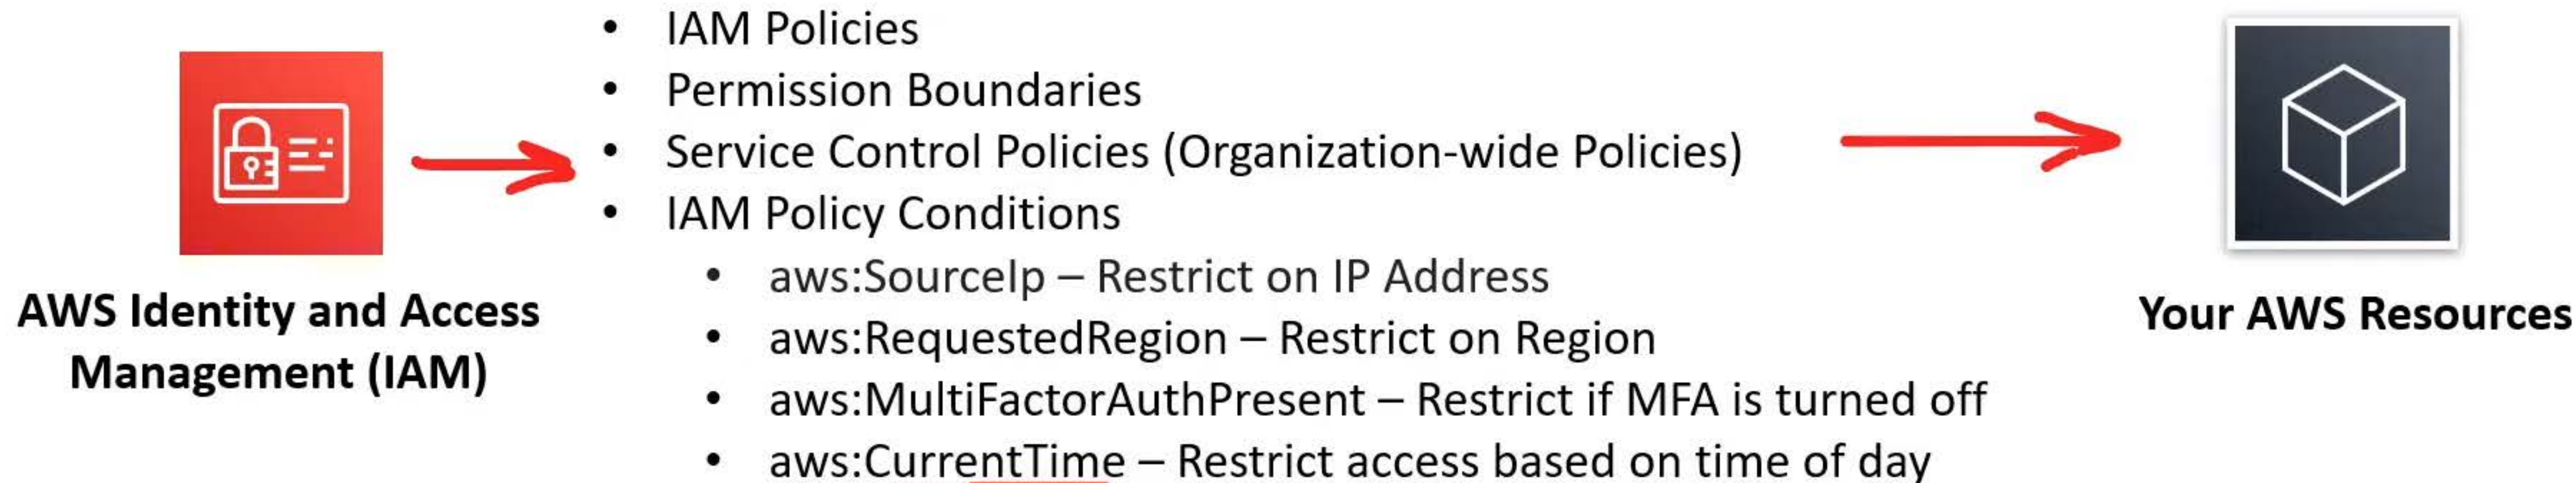 • IAM Policies
• Permission Boundaries
• Service Control Policies (Organization-wide Policies)
• IAM Policy Conditions
• aws:SourceIp – Restrict on IP Address
• aws:RequestedRegion – Restrict on Region
• aws:MultiFactorAuthPresent – Restrict if MFA is turned off
• aws:CurrentTime – Restrict access based on time of day
AWS Identity and Access
Management (IAM)
Your AWS Resources